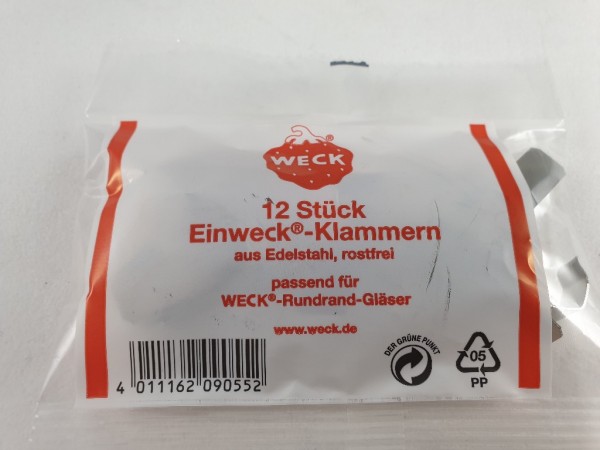 WECK®
12 Stück
Einweck®-Klammern
aus Edelstahl, rostfrei
passend für
WECK®-Rundrand-Gläser
www.weck.de
4 011162 090552
DER GRÜNE PUNKT
05
PP